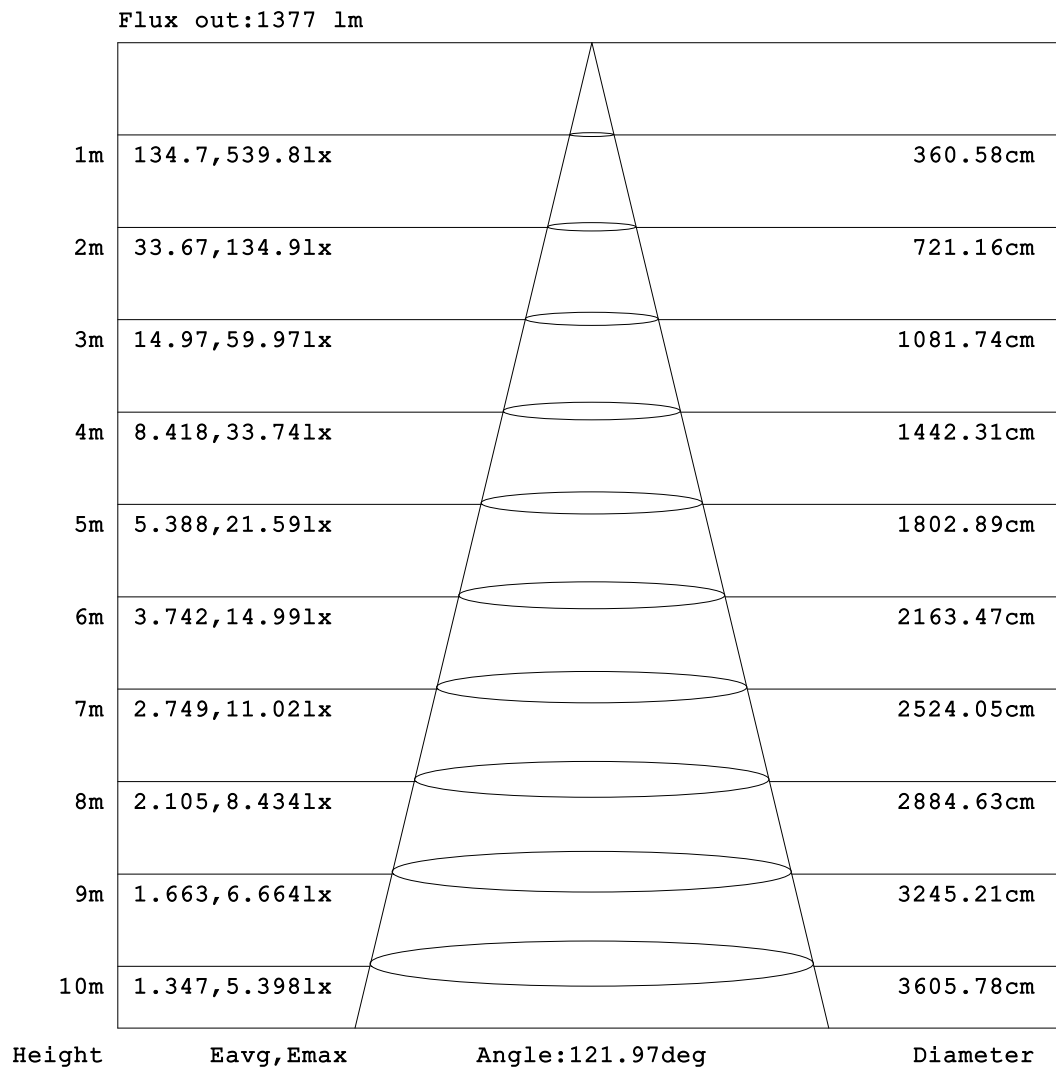 Flux out:1377 lm
1m 134.7,539.8lx 360.58cm
2m 33.67,134.9lx 721.16cm
3m 14.97,59.97lx 1081.74cm
4m 8.418,33.74lx 1442.31cm
5m 5.388,21.59lx 1802.89cm
6m 3.742,14.99lx 2163.47cm
7m 2.749,11.02lx 2524.05cm
8m 2.105,8.434lx 2884.63cm
9m 1.663,6.664lx 3245.21cm
10m 1.347,5.398lx 3605.78cm
Height Eavg,Emax Angle:121.97deg Diameter